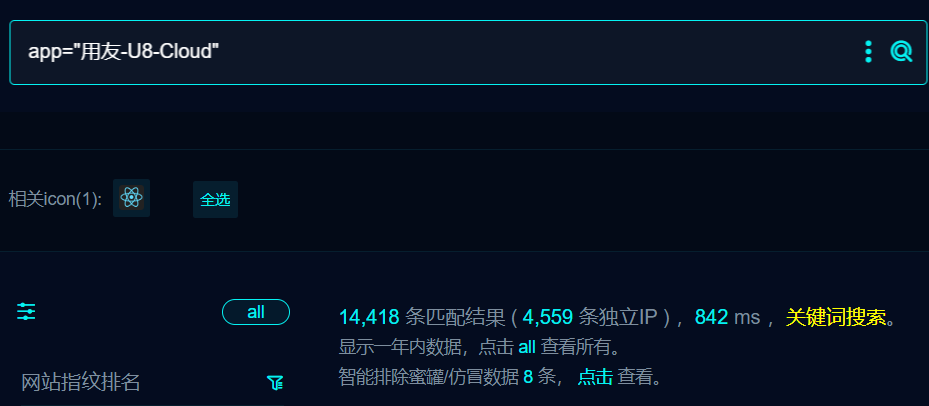 app="用友-U8-Cloud"
相关icon(1):  全选
all
14,418 条匹配结果 ( 4,559 条独立IP ) ，842 ms ，关键词搜索。
显示一年内数据，点击 all 查看所有。
智能排除蜜罐/仿冒数据 8 条， 点击 查看。
网站指纹排名